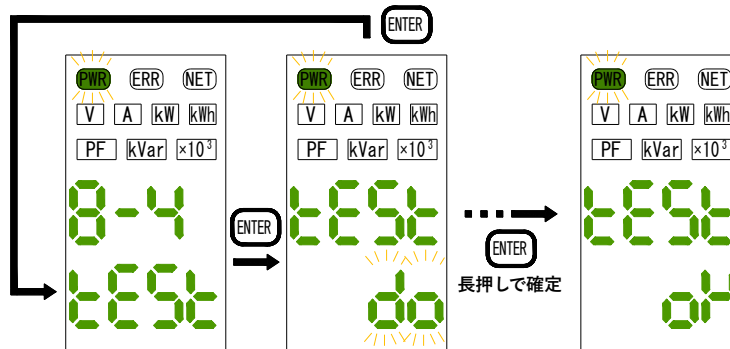 ENTER
PWR ERR NET
V A kW kWh
PF kVar ×10³
8-4
tESt
ENTER
PWR ERR NET
V A kW kWh
PF kVar ×10³
tESt
do
ENTER
長押しで確定
PWR ERR NET
V A kW kWh
PF kVar ×10³
tESt